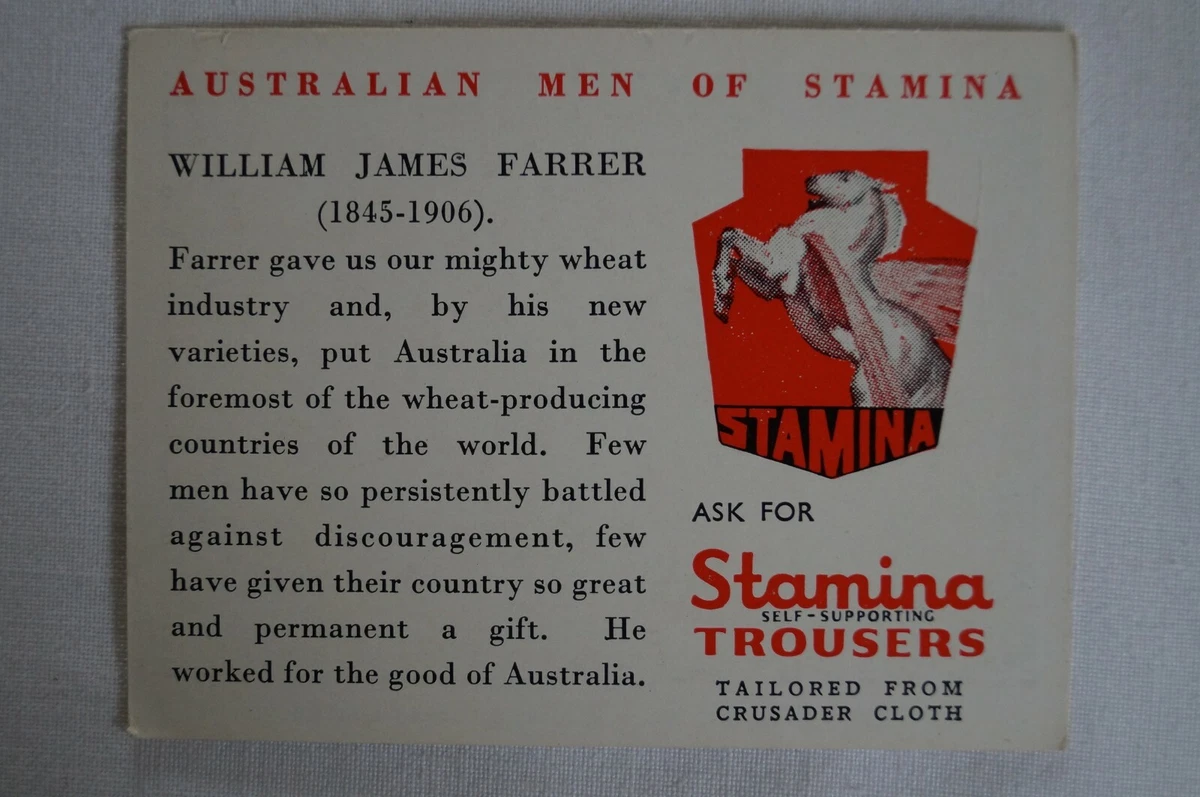 AUSTRALIAN MEN OF STAMINA
WILLIAM JAMES FARRER
(1845-1906).
Farrer gave us our mighty wheat
industry and, by his new
varieties, put Australia in the
foremost of the wheat-producing
countries of the world. Few
men have so persistently battled
against discouragement, few
have given their country so great
and permanent a gift. He
worked for the good of Australia.
STAMINA
ASK FOR
Stamina
SELF-SUPPORTING
TROUSERS
TAILORED FROM
CRUSADER CLOTH